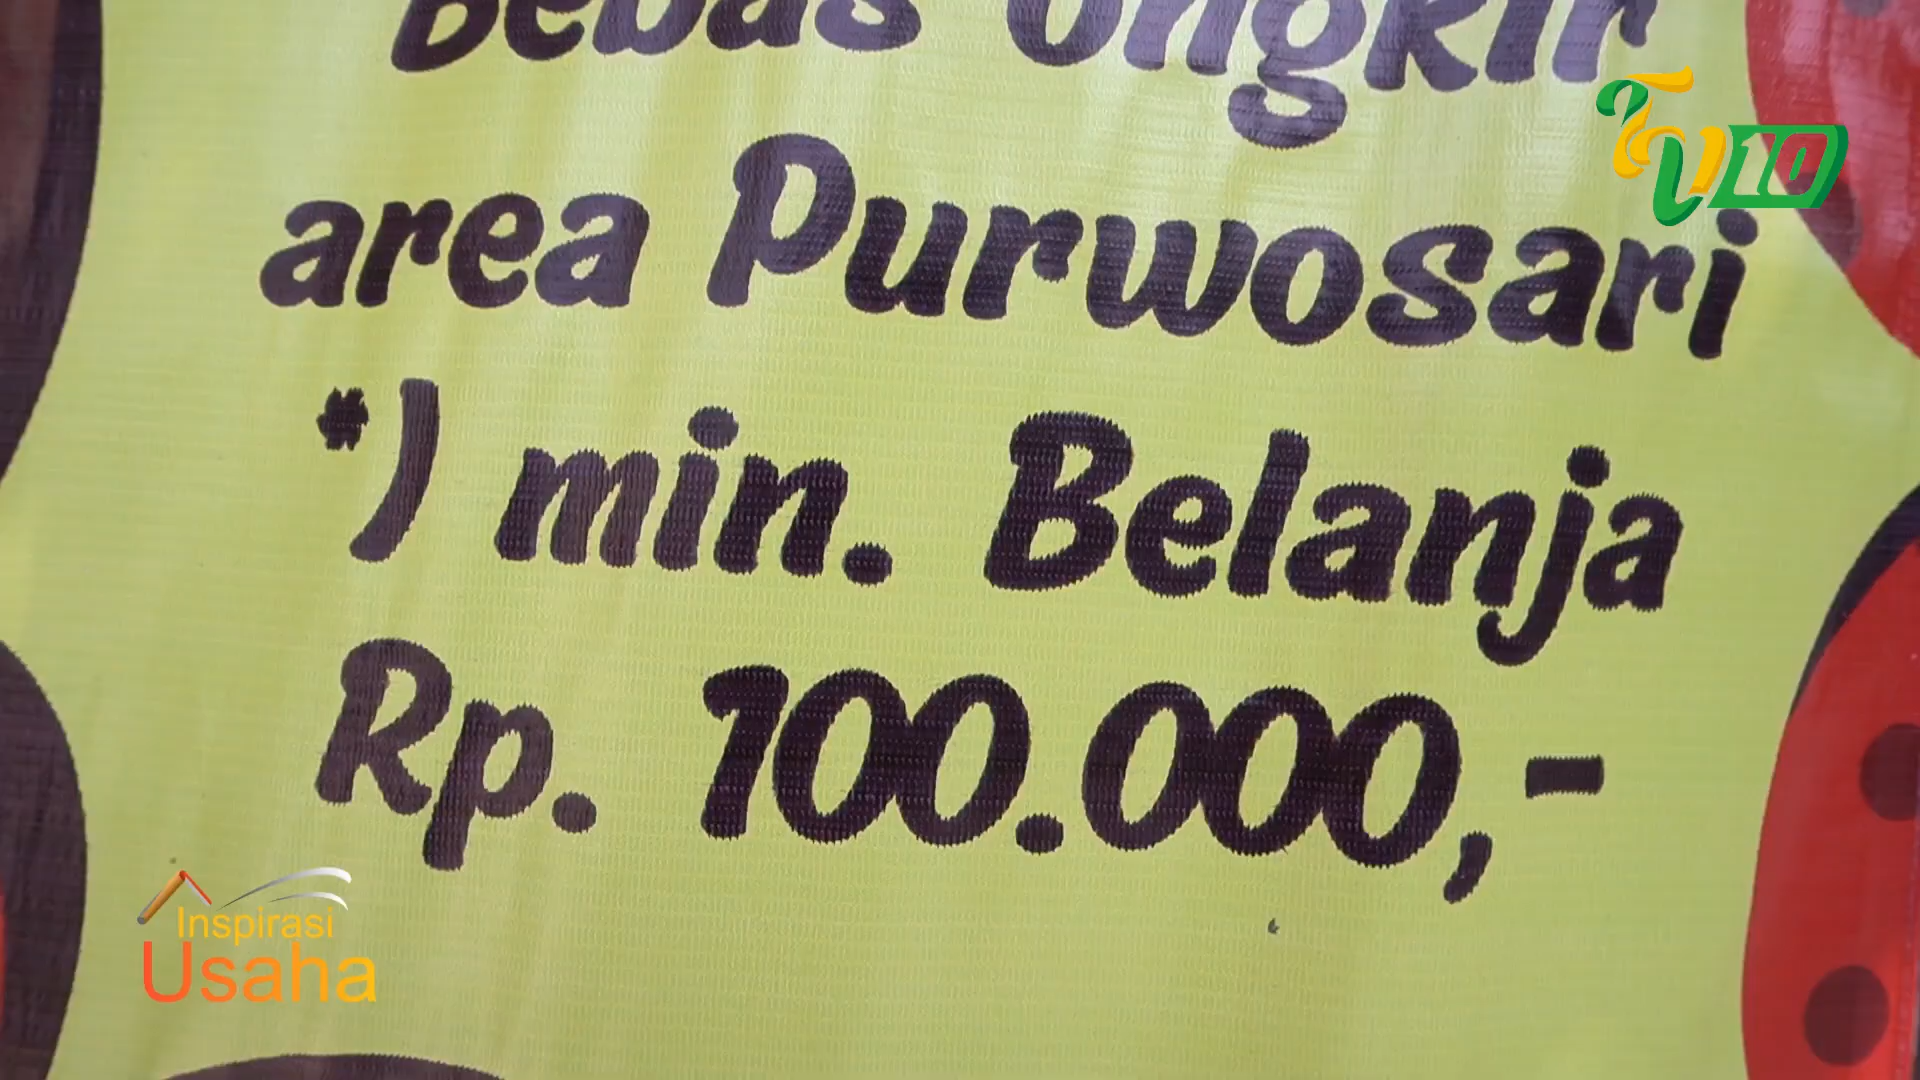 Bebas Ongkir
TV10
area Purwosari
*) min. Belanja
Rp. 100.000,-
Inspirasi
Usaha